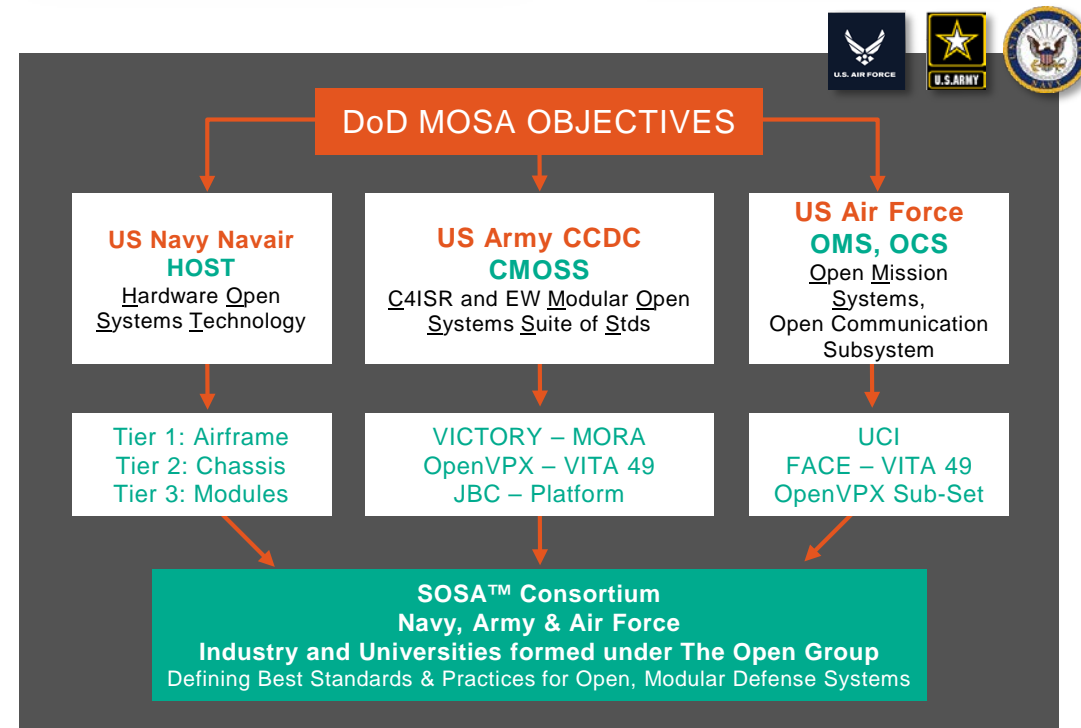 U.S. AIR FORCE
U.S.ARMY
UNITED STATES
NAVY
DoD MOSA OBJECTIVES
US Navy Navair
HOST
Hardware Open
Systems Technology
US Army CCDC
CMOSS
C4ISR and EW Modular Open
Systems Suite of Stds
US Air Force
OMS, OCS
Open Mission
Systems,
Open Communication
Subsystem
Tier 1: Airframe
Tier 2: Chassis
Tier 3: Modules
VICTORY – MORA
OpenVPX – VITA 49
JBC – Platform
UCI
FACE – VITA 49
OpenVPX Sub-Set
SOSA™ Consortium
Navy, Army & Air Force
Industry and Universities formed under The Open Group
Defining Best Standards & Practices for Open, Modular Defense Systems